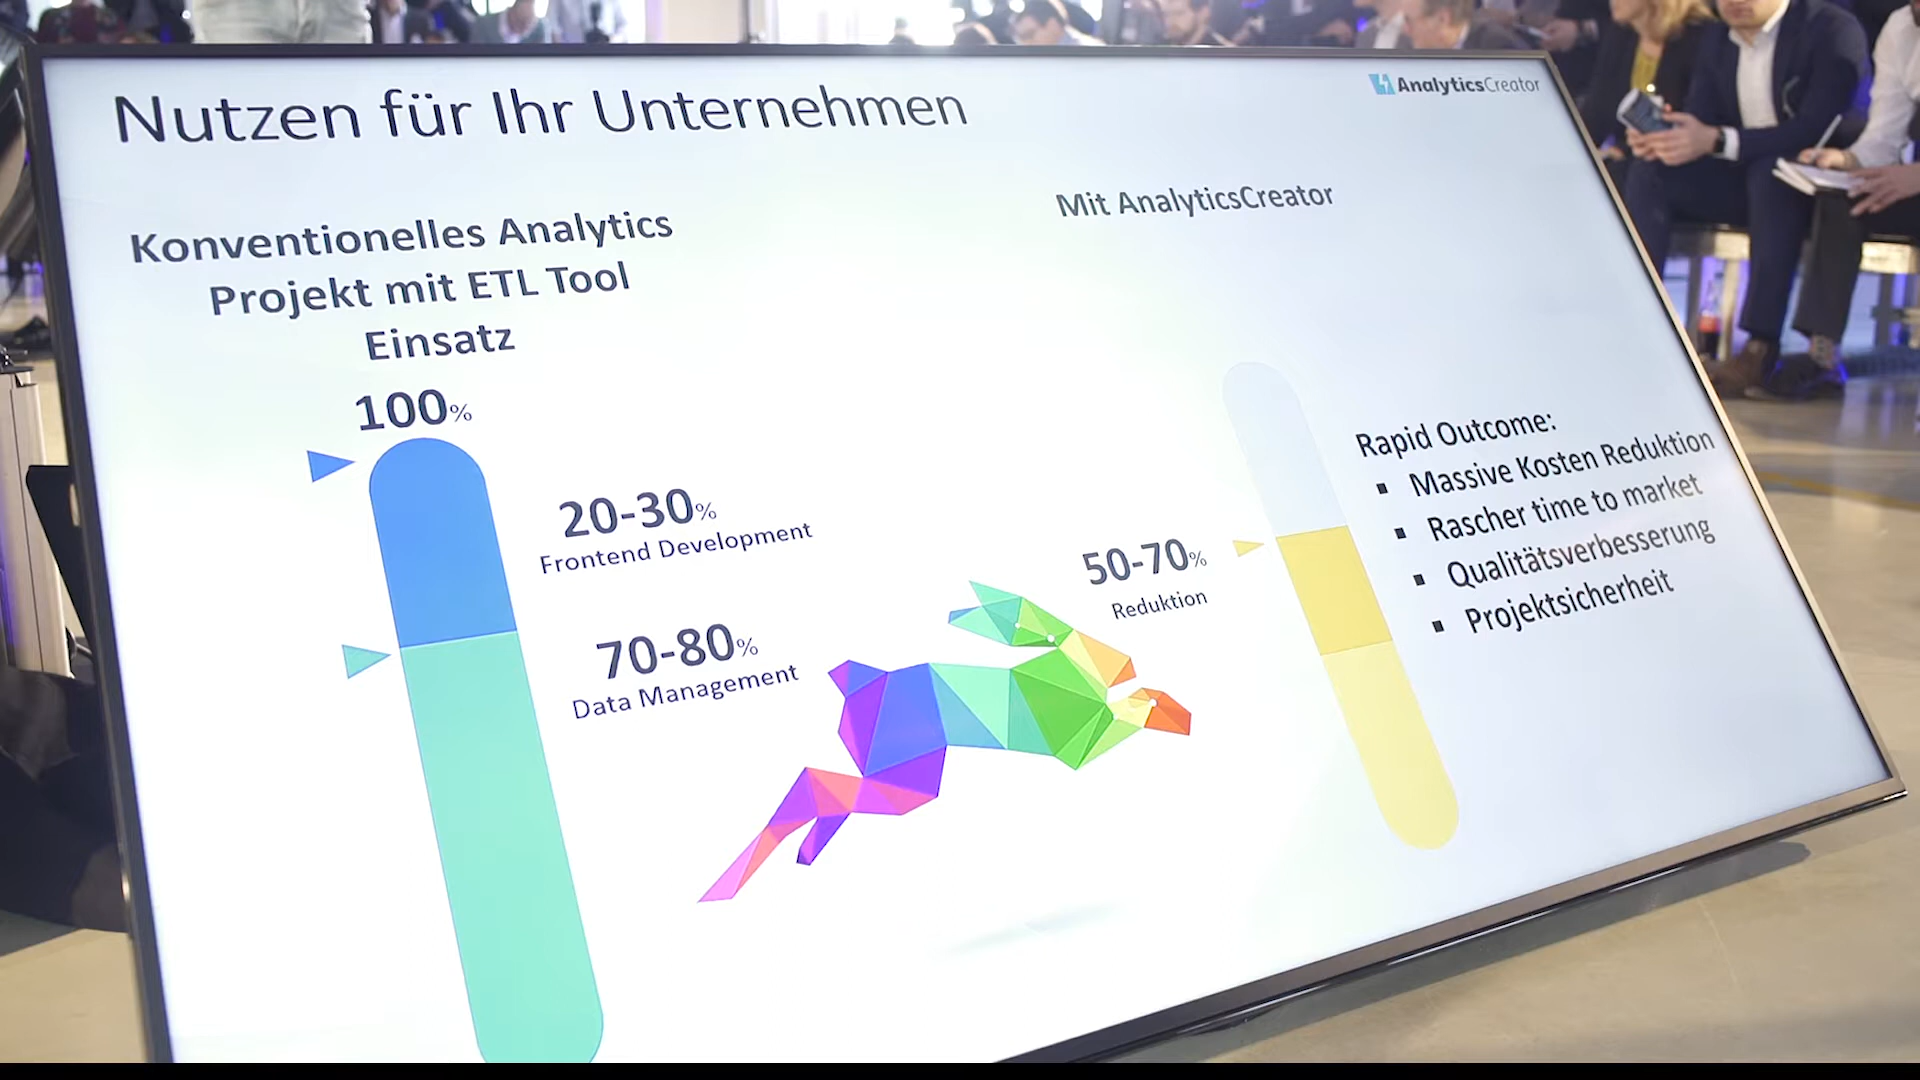 Nutzen für Ihr Unternehmen
AnalyticsCreator
Konventionelles Analytics
Projekt mit ETL Tool
Einsatz
100%
20-30%
Frontend Development
70-80%
Data Management
Mit AnalyticsCreator
50-70%
Reduktion
Rapid Outcome:
▪ Massive Kosten Reduktion
▪ Rascher time to market
▪ Qualitätsverbesserung
▪ Projektsicherheit